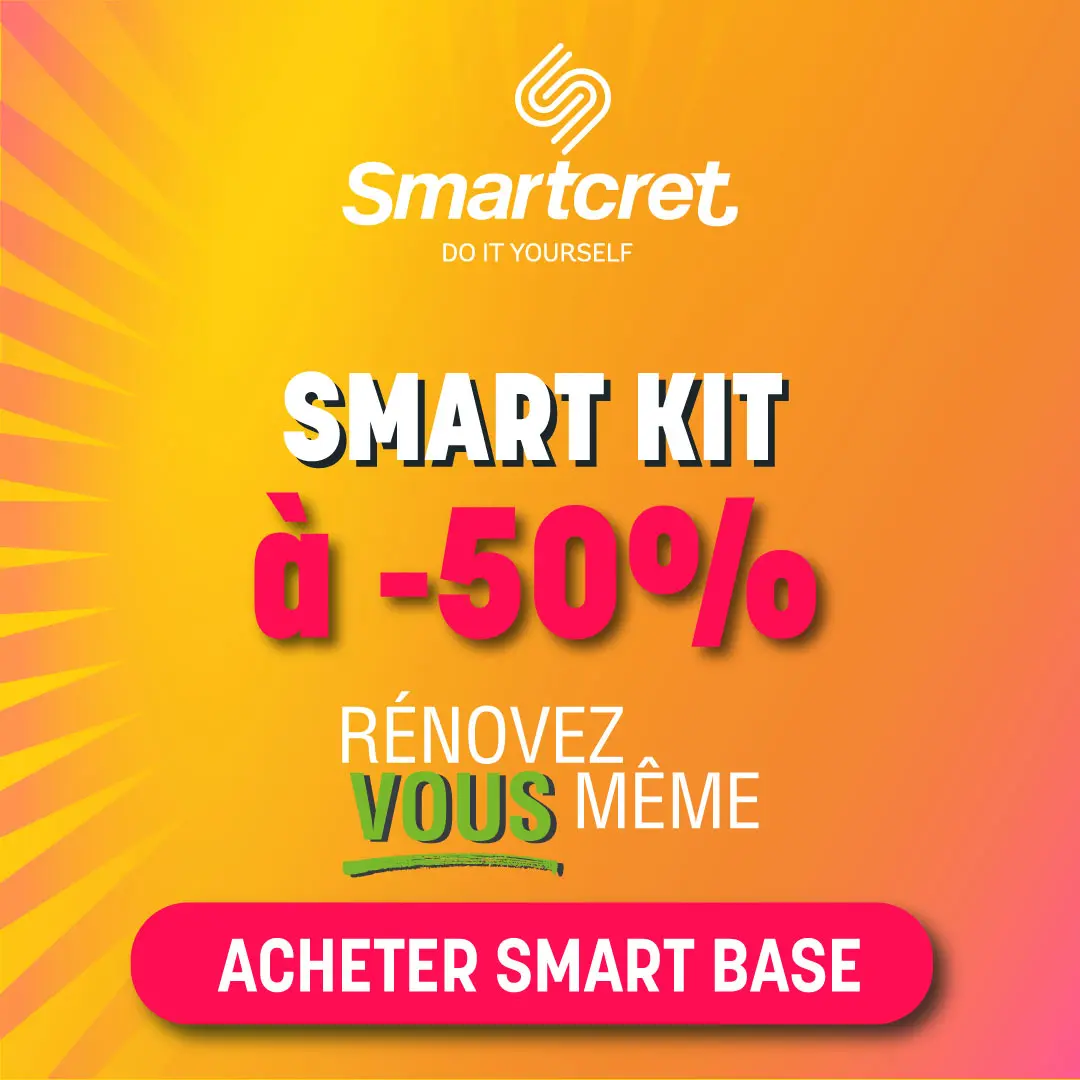 Smartcret
DO IT YOURSELF
SMART KIT
à -50%
RÉNOVEZ
VOUS MÊME
ACHETER SMART BASE